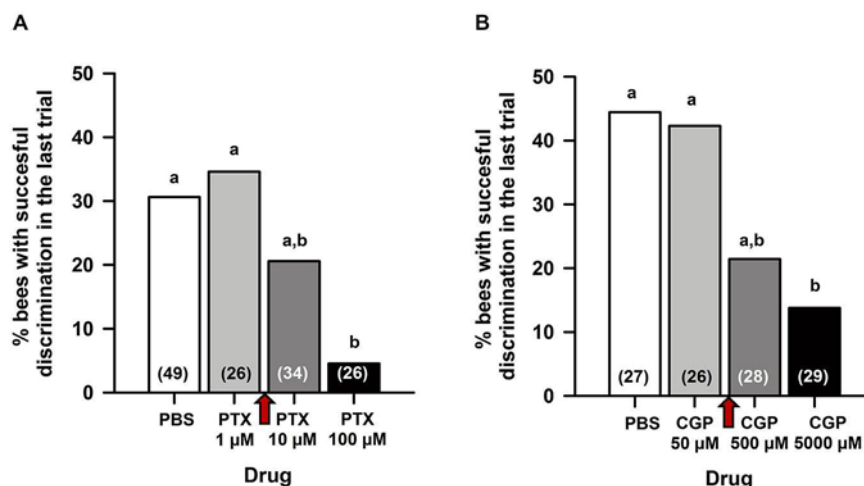 A
% bees with succesful
discrimination in the last trial
50
40
30
20
10
0
a
a
a,b
b
(49)
(26)
(34)
(26)
PBS
PTX
1 µM
PTX
10 µM
PTX
100 µM
Drug
B
% bees with succesful
discrimination in the last trial
50
40
30
20
10
0
a
a
a,b
b
(27)
(26)
(28)
(29)
PBS
CGP
50 µM
CGP
500 µM
CGP
5000 µM
Drug